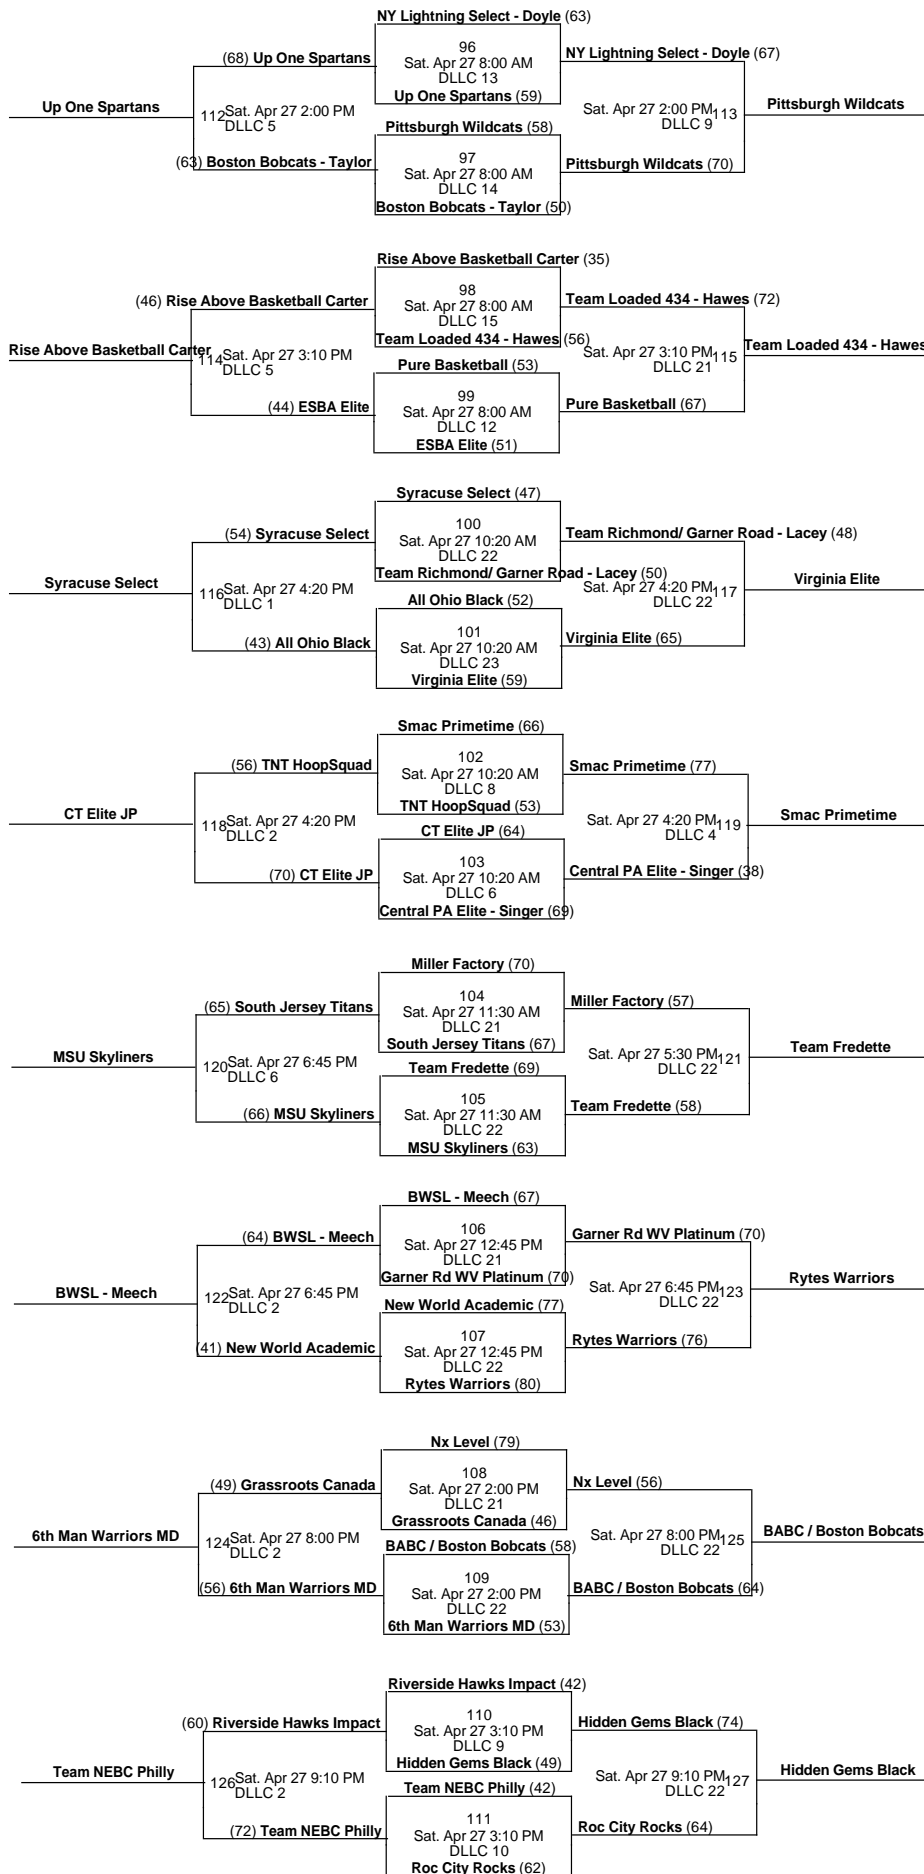 NY Lightning Select - Doyle (63)
96
Sat. Apr 27 8:00 AM
DLLC 13
Up One Spartans (59)
(68) Up One Spartans
NY Lightning Select - Doyle (67)
Up One Spartans
112 Sat. Apr 27 2:00 PM
DLLC 5
Sat. Apr 27 2:00 PM 113
DLLC 9
Pittsburgh Wildcats
Pittsburgh Wildcats (58)
97
Sat. Apr 27 8:00 AM
DLLC 14
Boston Bobcats - Taylor (50)
(63) Boston Bobcats - Taylor
Pittsburgh Wildcats (70)
Rise Above Basketball Carter (35)
98
Sat. Apr 27 8:00 AM
DLLC 15
Team Loaded 434 - Hawes (56)
(46) Rise Above Basketball Carter
Team Loaded 434 - Hawes (72)
Rise Above Basketball Carter
114 Sat. Apr 27 3:10 PM
DLLC 5
Sat. Apr 27 3:10 PM 115
DLLC 21
Team Loaded 434 - Hawes
Pure Basketball (53)
99
Sat. Apr 27 8:00 AM
DLLC 12
ESBA Elite (51)
(44) ESBA Elite
Pure Basketball (67)
Syracuse Select (47)
100
Sat. Apr 27 10:20 AM
DLLC 22
Team Richmond/ Garner Road - Lacey (50)
(54) Syracuse Select
Team Richmond/ Garner Road - Lacey (48)
Syracuse Select
116 Sat. Apr 27 4:20 PM
DLLC 1
Sat. Apr 27 4:20 PM 117
DLLC 22
Virginia Elite
All Ohio Black (52)
101
Sat. Apr 27 10:20 AM
DLLC 23
Virginia Elite (59)
(43) All Ohio Black
Virginia Elite (65)
Smac Primetime (66)
102
Sat. Apr 27 10:20 AM
DLLC 8
TNT HoopSquad (53)
(56) TNT HoopSquad
Smac Primetime (77)
CT Elite JP
118 Sat. Apr 27 4:20 PM
DLLC 2
Sat. Apr 27 4:20 PM 119
DLLC 4
Smac Primetime
CT Elite JP (64)
103
Sat. Apr 27 10:20 AM
DLLC 6
Central PA Elite - Singer (69)
(70) CT Elite JP
Central PA Elite - Singer (38)
Miller Factory (70)
104
Sat. Apr 27 11:30 AM
DLLC 21
South Jersey Titans (67)
(65) South Jersey Titans
Miller Factory (57)
MSU Skyliners
120 Sat. Apr 27 6:45 PM
DLLC 6
Sat. Apr 27 5:30 PM 121
DLLC 22
Team Fredette
Team Fredette (69)
105
Sat. Apr 27 11:30 AM
DLLC 22
MSU Skyliners (63)
(66) MSU Skyliners
Team Fredette (58)
BWSL - Meech (67)
106
Sat. Apr 27 12:45 PM
DLLC 21
Garner Rd WV Platinum (70)
(64) BWSL - Meech
Garner Rd WV Platinum (70)
BWSL - Meech
122 Sat. Apr 27 6:45 PM
DLLC 2
Sat. Apr 27 6:45 PM 123
DLLC 22
Rytes Warriors
New World Academic (77)
107
Sat. Apr 27 12:45 PM
DLLC 22
Rytes Warriors (80)
(41) New World Academic
Rytes Warriors (76)
Nx Level (79)
108
Sat. Apr 27 2:00 PM
DLLC 21
Grassroots Canada (46)
(49) Grassroots Canada
Nx Level (56)
6th Man Warriors MD
124 Sat. Apr 27 8:00 PM
DLLC 2
Sat. Apr 27 8:00 PM 125
DLLC 22
BABC / Boston Bobcats
BABC / Boston Bobcats (58)
109
Sat. Apr 27 2:00 PM
DLLC 22
6th Man Warriors MD (53)
(56) 6th Man Warriors MD
BABC / Boston Bobcats (64)
Riverside Hawks Impact (42)
110
Sat. Apr 27 3:10 PM
DLLC 9
Hidden Gems Black (49)
(60) Riverside Hawks Impact
Hidden Gems Black (74)
Team NEBC Philly
126 Sat. Apr 27 9:10 PM
DLLC 2
Sat. Apr 27 9:10 PM 127
DLLC 22
Hidden Gems Black
Team NEBC Philly (42)
111
Sat. Apr 27 3:10 PM
DLLC 10
Roc City Rocks (62)
(72) Team NEBC Philly
Roc City Rocks (64)